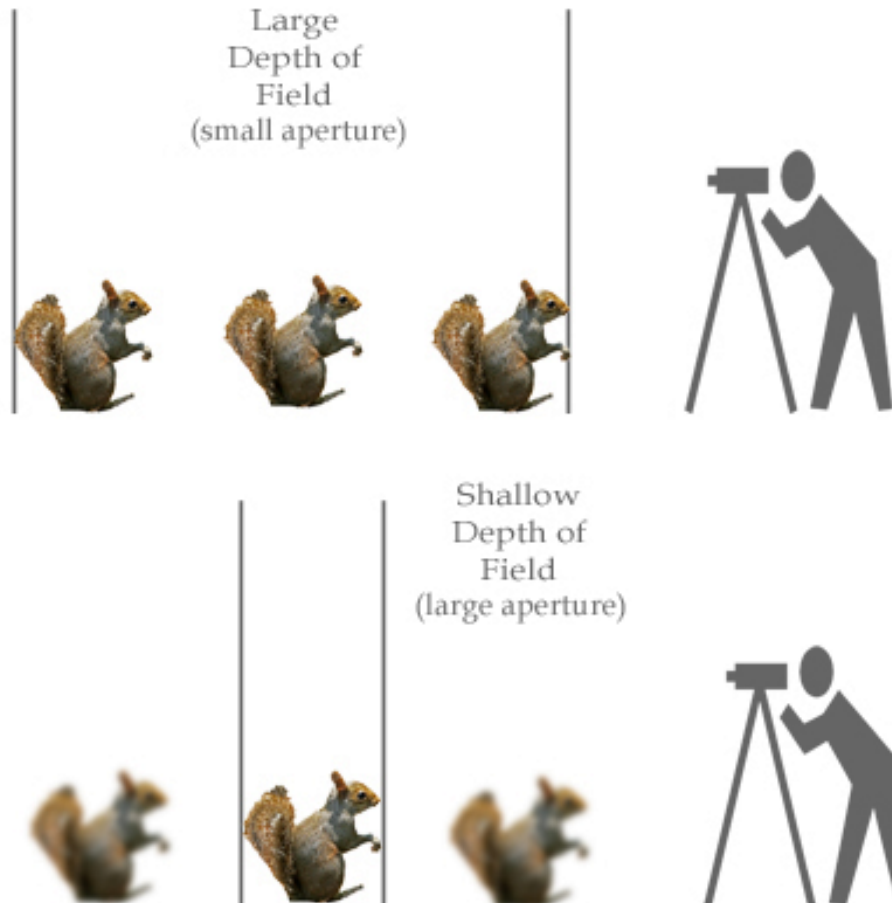 Large
Depth of
Field
(small aperture)
Shallow
Depth of
Field
(large aperture)